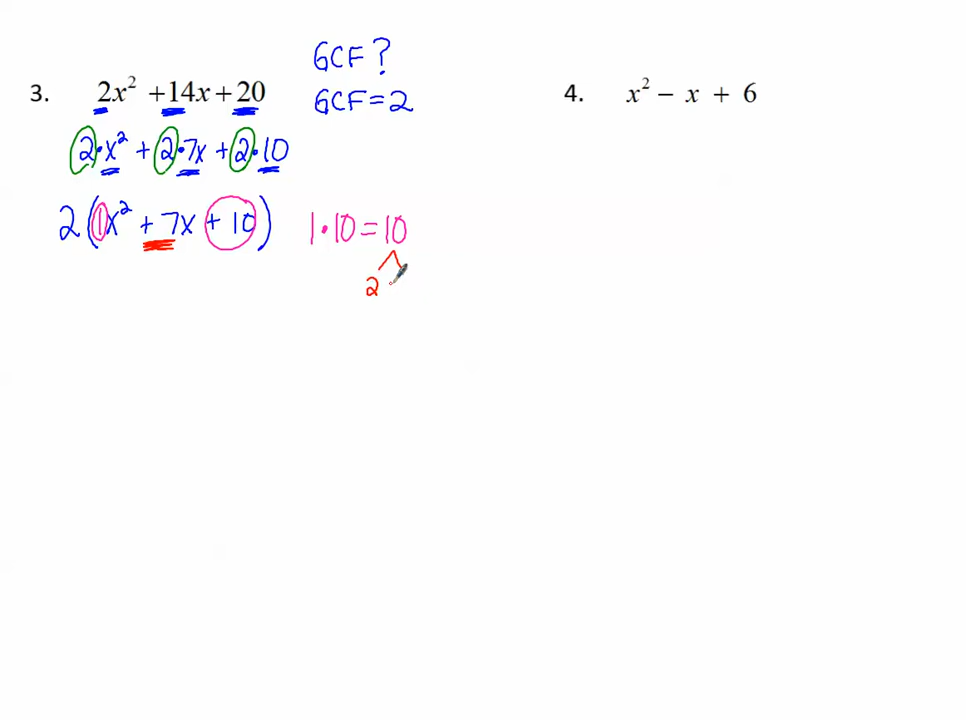 GCF ?
3. 2x² +14x+20
GCF=2
2·x² + 2·7x + 2·10
2(1x² + 7x + 10) 1·10=10
2
4. x² − x + 6